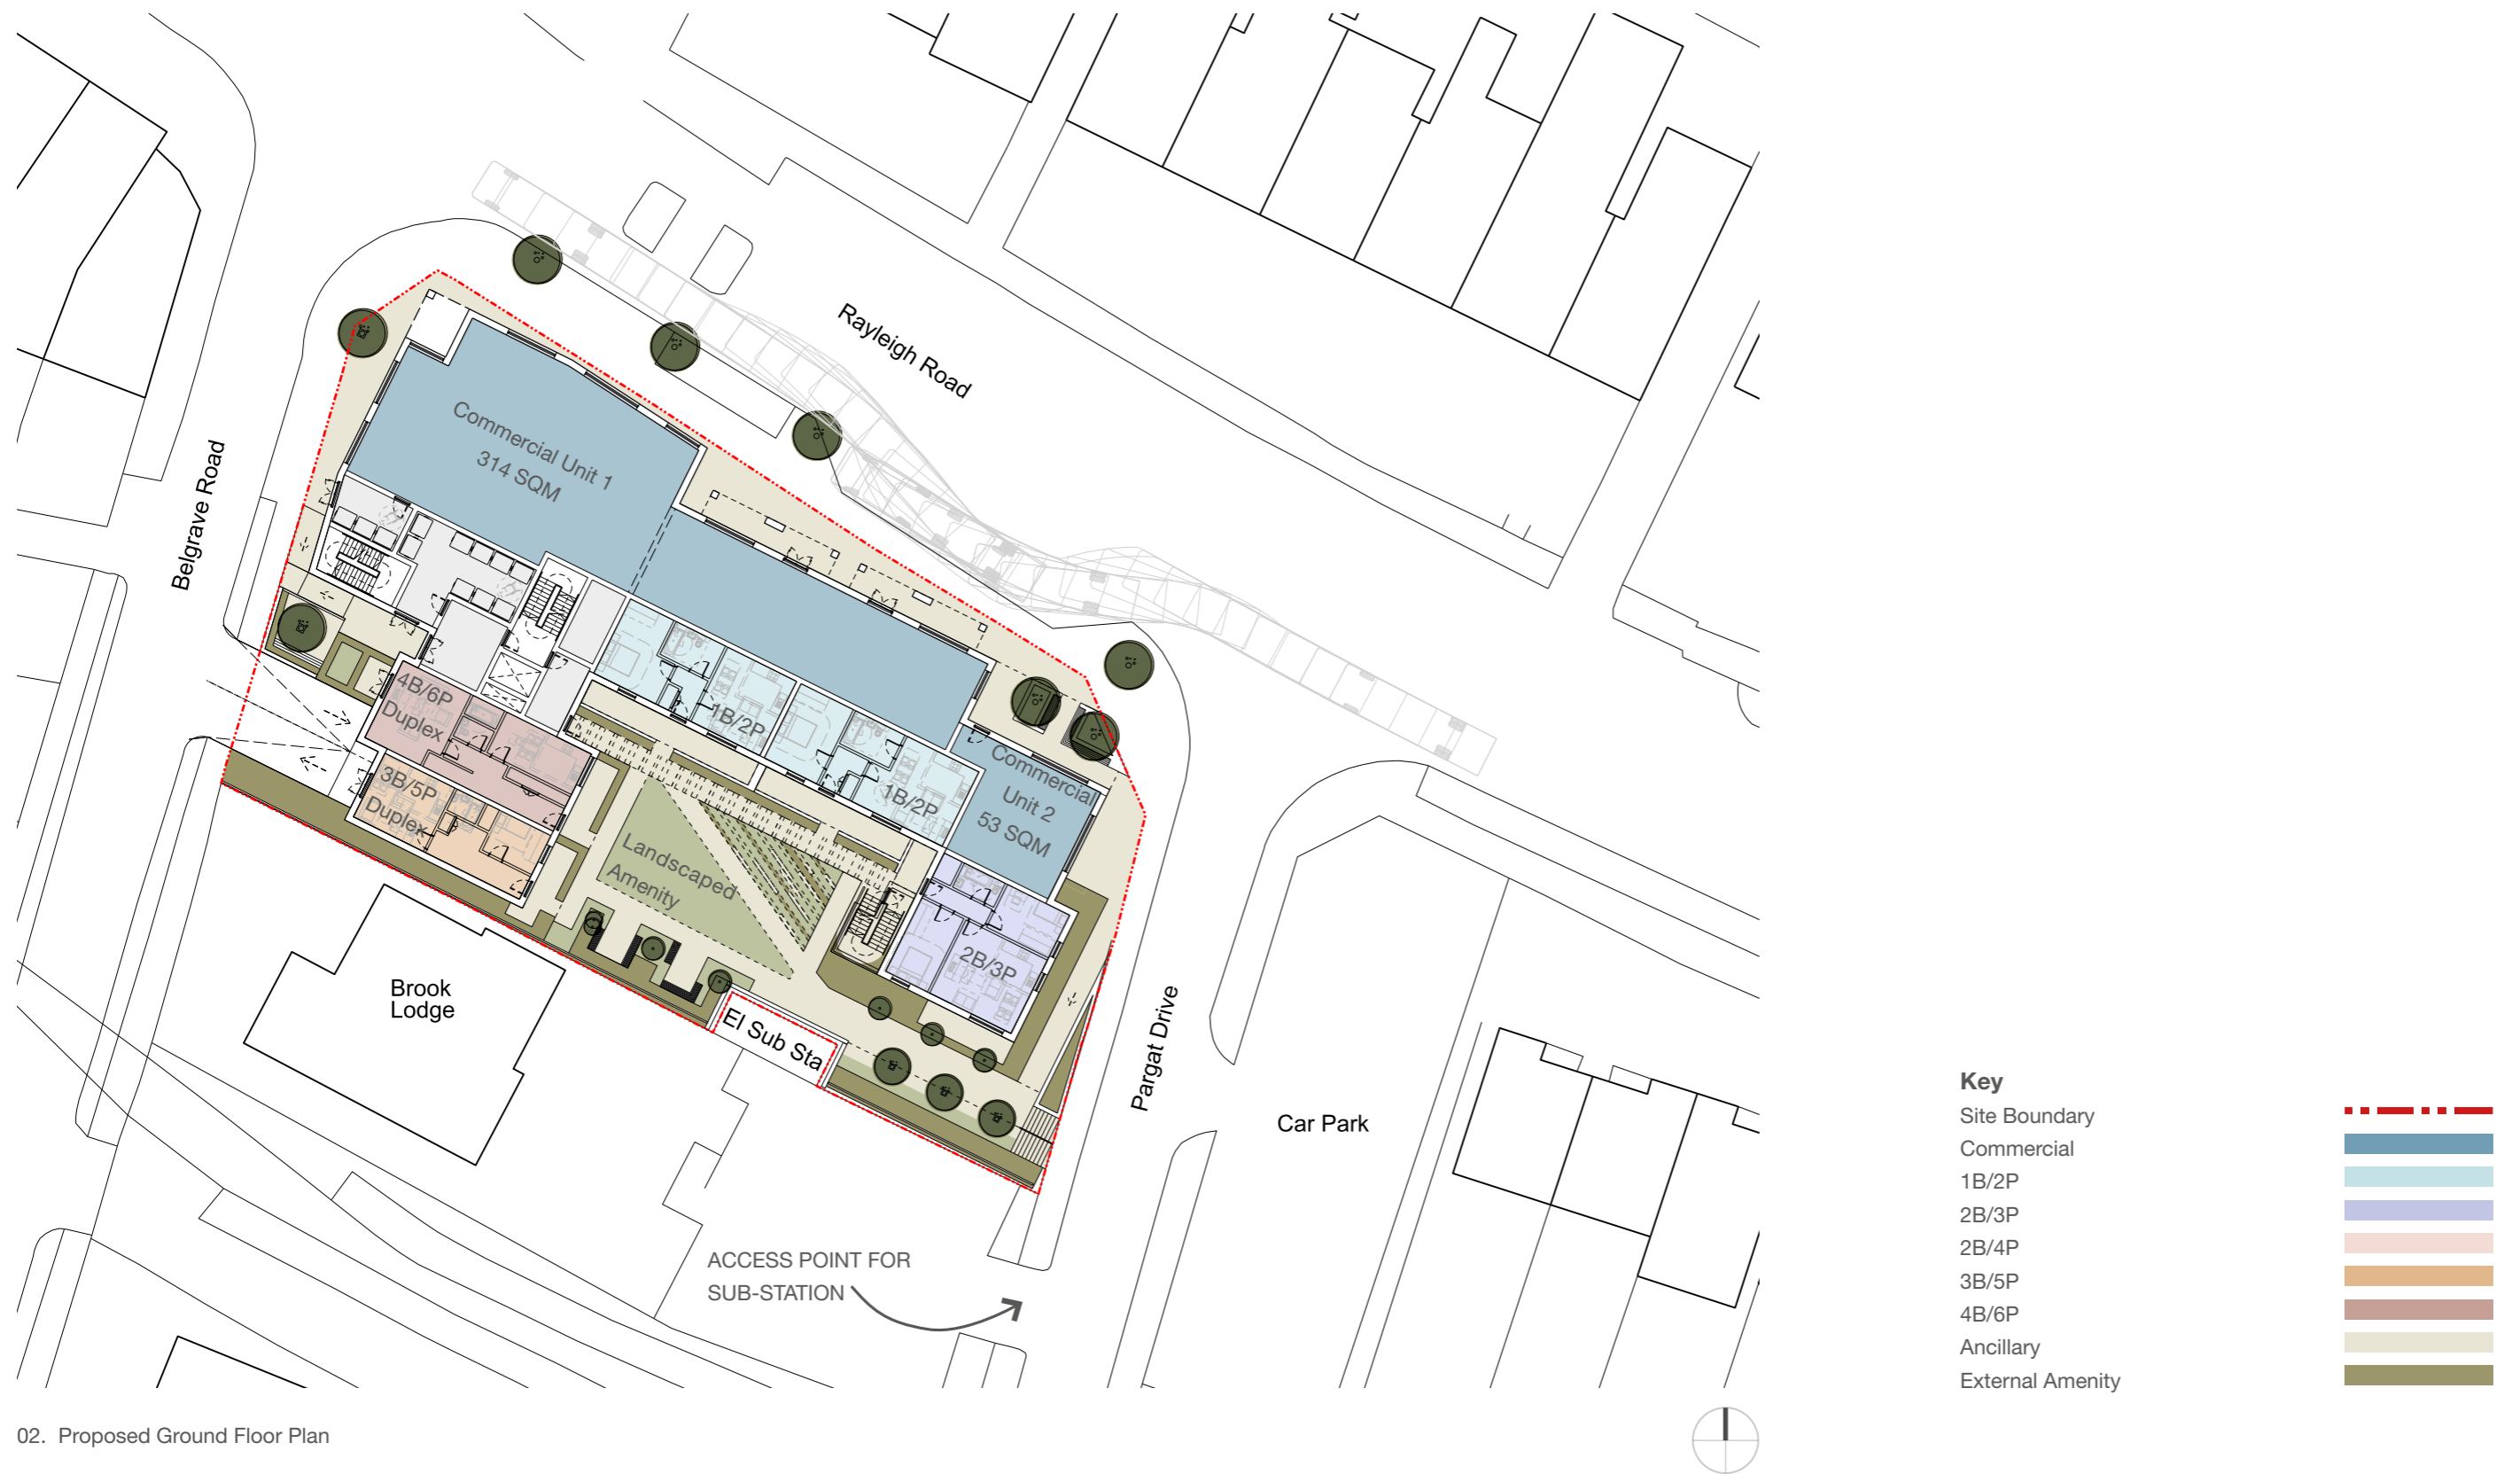 Rayleigh Road
Commercial Unit 1
314 SQM
Belgrave Road
4B/6P
Duplex
1B/2P
3B/5P
Duplex
1B/2P
Commercial
Unit 2
53 SQM
Landscaped
Amenity
2B/3P
Brook
Lodge
El Sub Sta
Pargat Drive
Car Park
ACCESS POINT FOR
SUB-STATION
Key
Site Boundary
Commercial
1B/2P
2B/3P
2B/4P
3B/5P
4B/6P
Ancillary
External Amenity
02. Proposed Ground Floor Plan